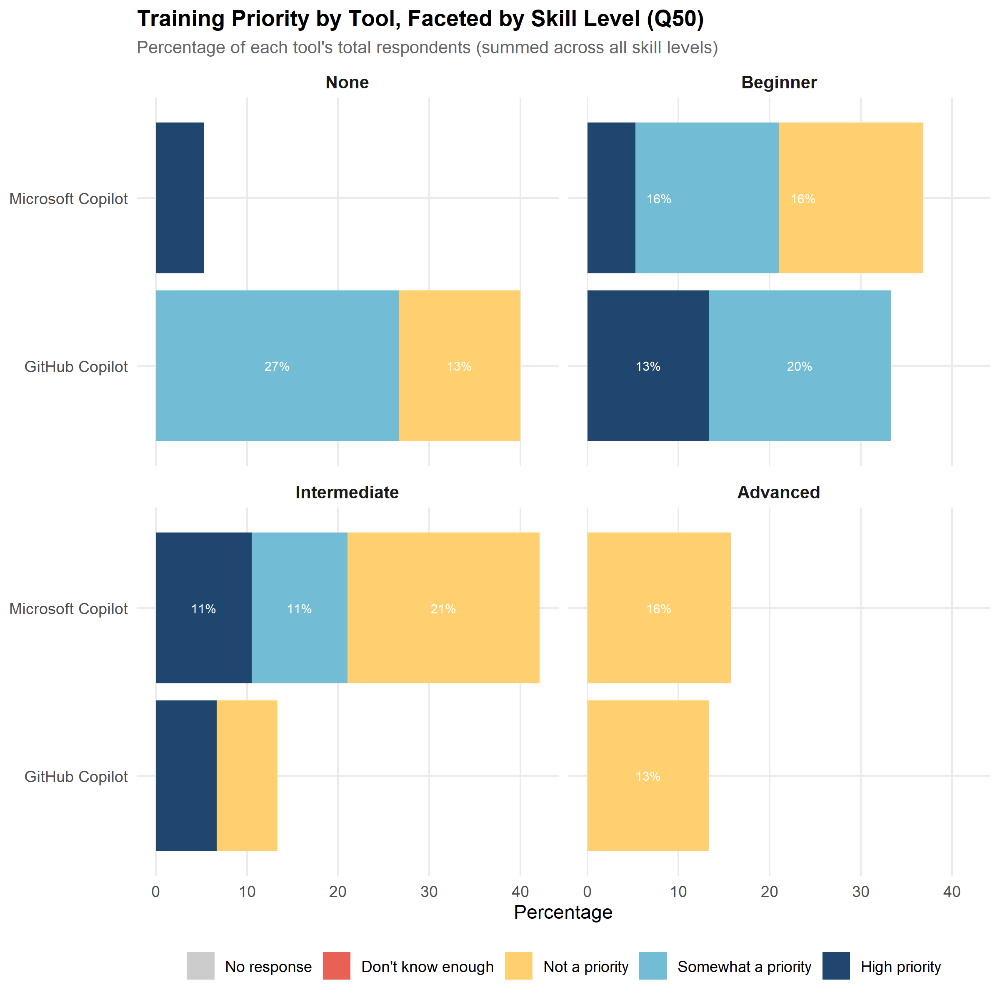 Training Priority by Tool, Faceted by Skill Level (Q50)
Percentage of each tool's total respondents (summed across all skill levels)
None
Beginner
Microsoft Copilot
16%
16%
GitHub Copilot
27%
13%
13%
20%
Intermediate
Advanced
Microsoft Copilot
11%
11%
21%
16%
GitHub Copilot
13%
0
10
20
30
40
0
10
20
30
40
Percentage
No response
Don't know enough
Not a priority
Somewhat a priority
High priority